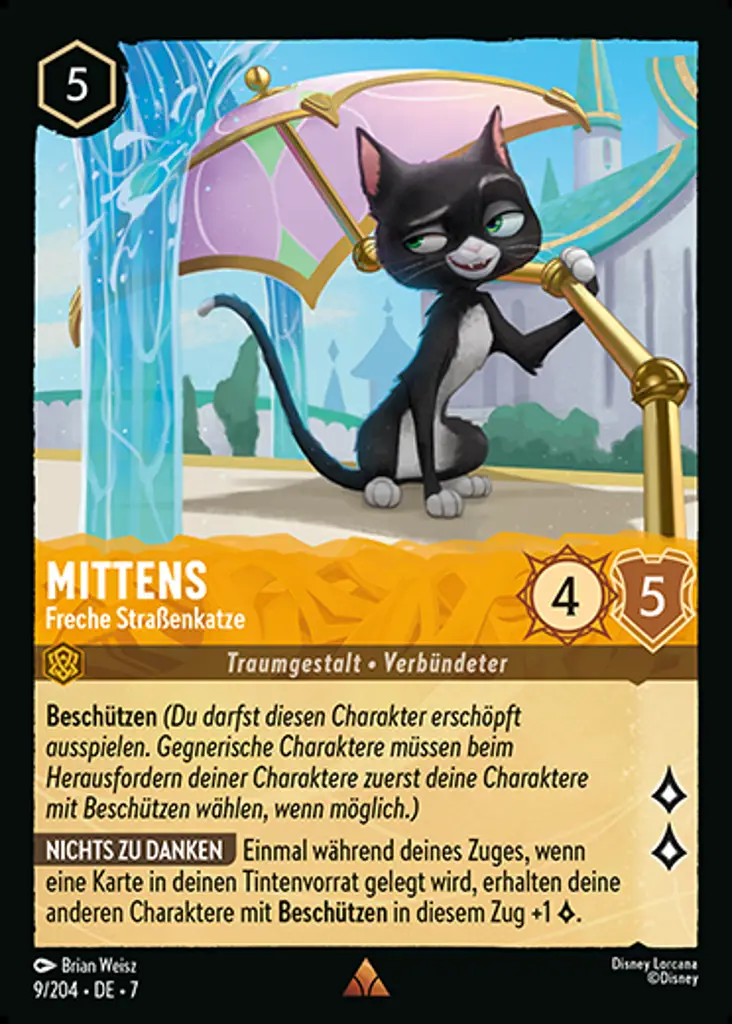 5
MITTENS
Freche Straßenkatze
4
5
Traumgestalt • Verbündeter
Beschützen (Du darfst diesen Charakter erschöpft
ausspielen. Gegnerische Charaktere müssen beim
Herausfordern deiner Charaktere zuerst deine Charaktere
mit Beschützen wählen, wenn möglich.)
NICHTS ZU DANKEN Einmal während deines Zuges, wenn
eine Karte in deinen Tintenvorrat gelegt wird, erhalten deine
anderen Charaktere mit Beschützen in diesem Zug +1 .
Brian Weisz
Disney Lorcana
9/204 • DE • 7
©Disney